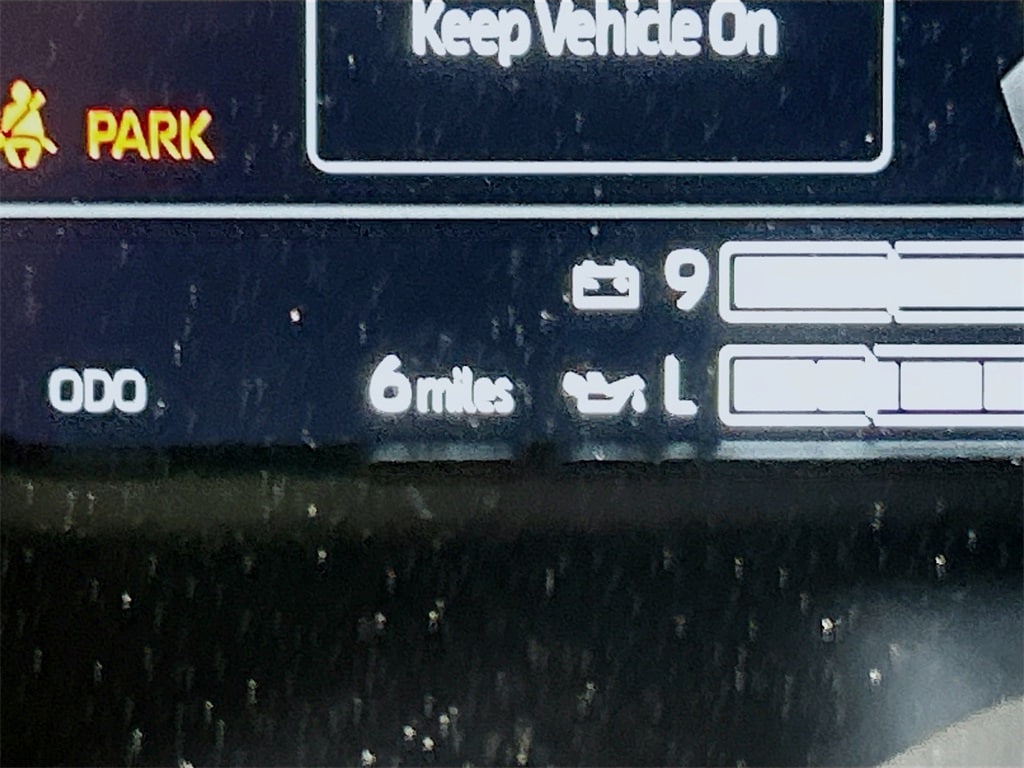 Keep Vehicle On
PARK
9
ODO 6 miles L